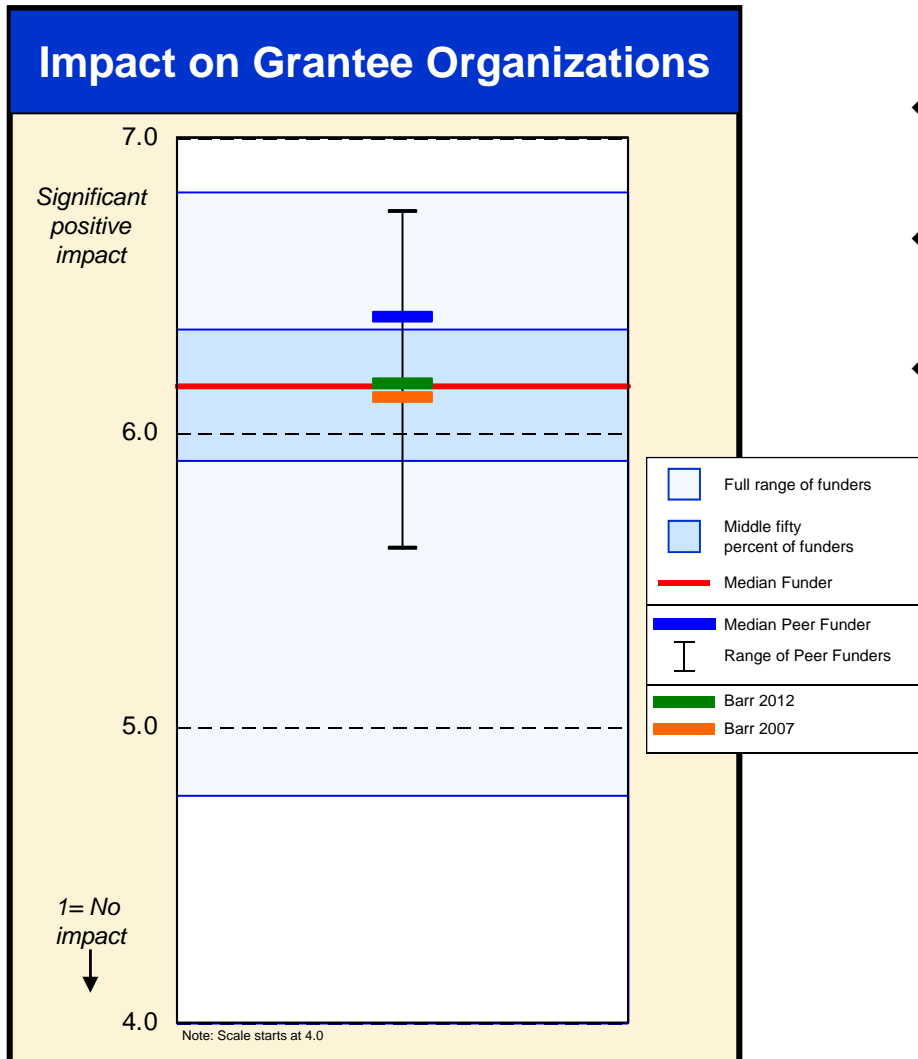 Impact on Grantee Organizations
7.0
Significant
positive
impact
6.0
5.0
1= No
impact
4.0
Note: Scale starts at 4.0
Full range of funders
Middle fifty
percent of funders
Median Funder
Median Peer Funder
Range of Peer Funders
Barr 2012
Barr 2007